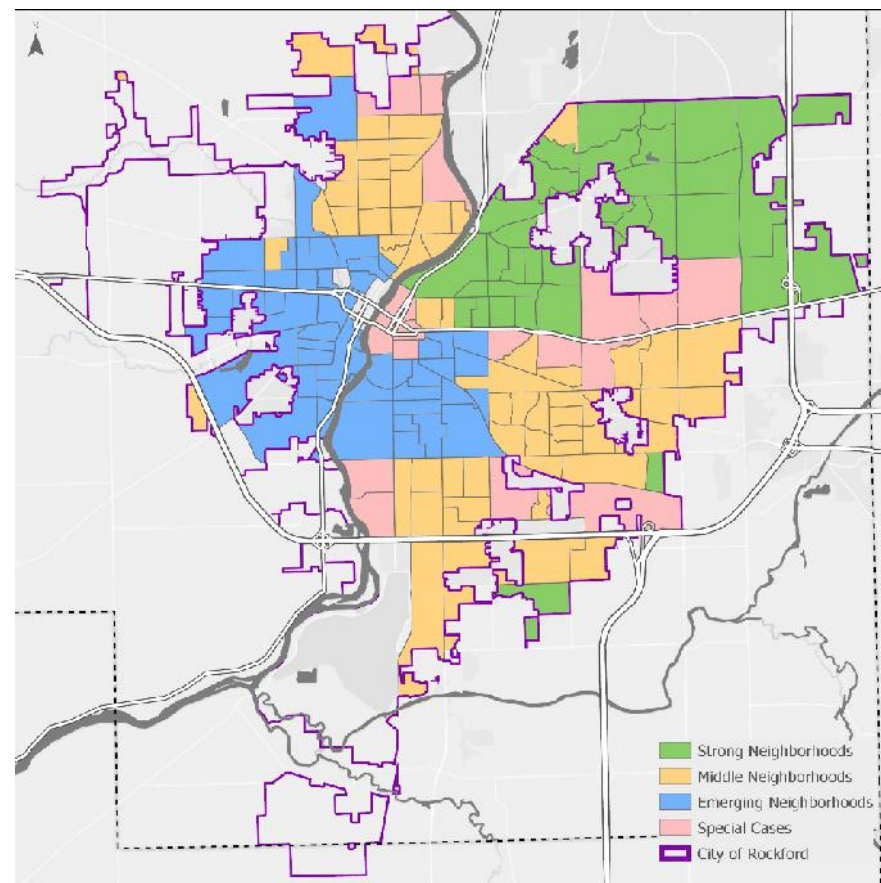 N
Strong Neighborhoods
Middle Neighborhoods
Emerging Neighborhoods
Special Cases
City of Rockford